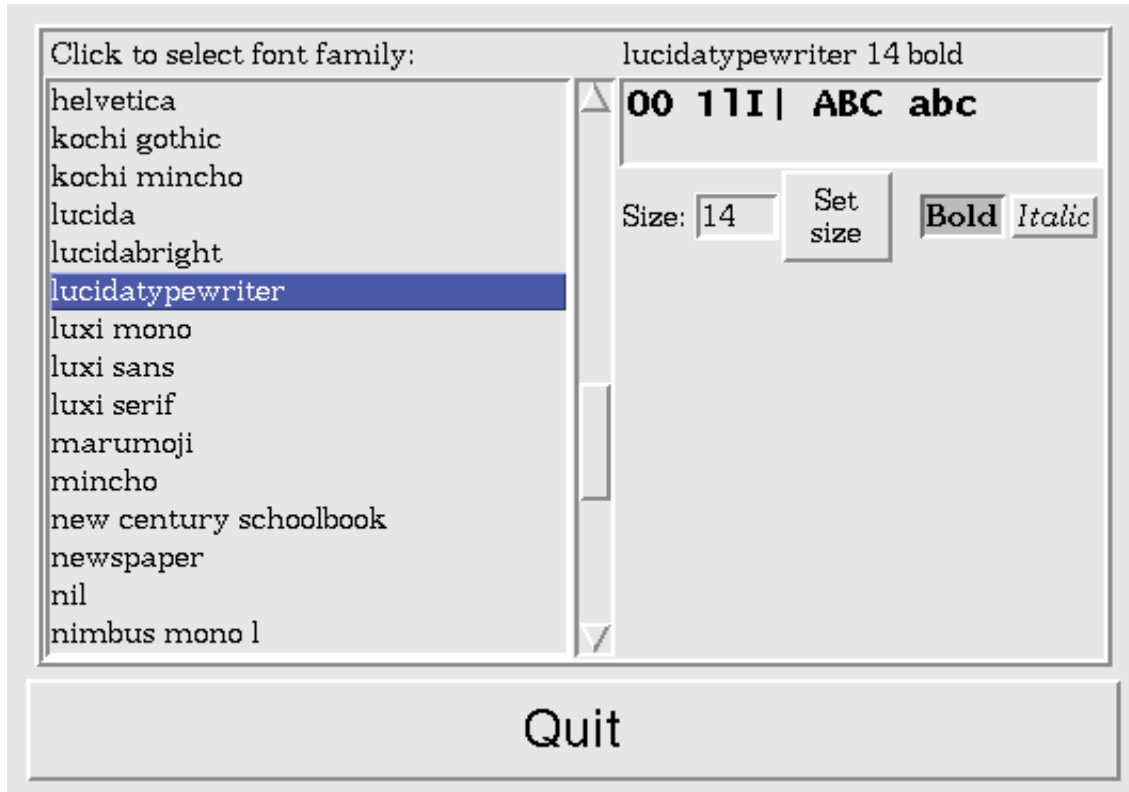 Click to select font family:
helvetica
kochi gothic
kochi mincho
lucida
lucidabright
lucidatypewriter
luxi mono
luxi sans
luxi serif
marumoji
mincho
new century schoolbook
newspaper
nil
nimbus mono l
lucidatypewriter 14 bold
O0 1lI| ABC abc
Size: 14
Set
size
Bold Italic
Quit